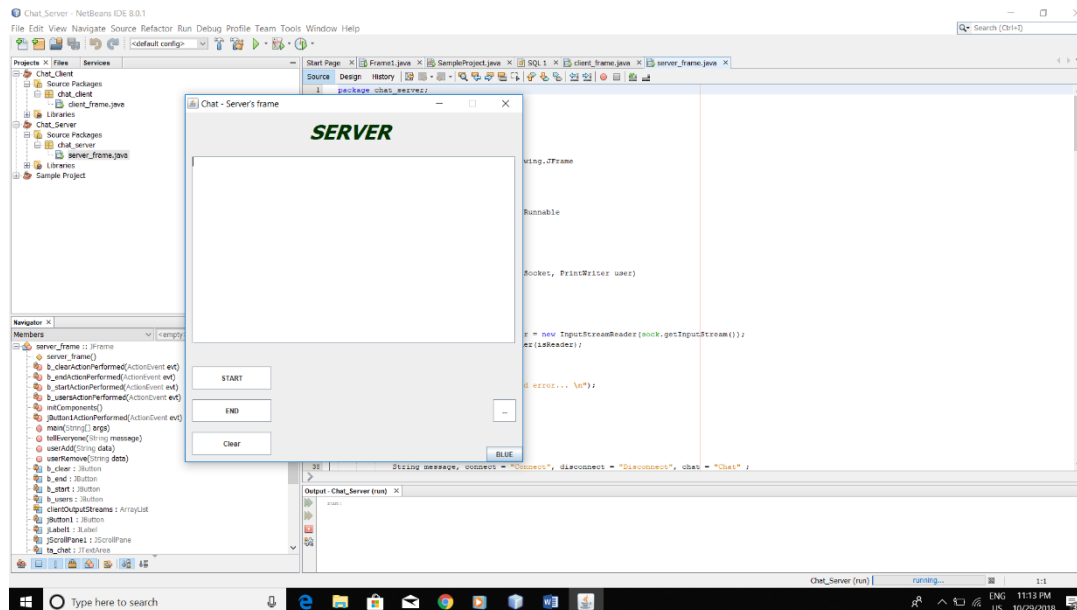 Chat_Server - NetBeans IDE 8.0.1
File Edit View Navigate Source Refactor Run Debug Profile Team Tools Window Help
Search (Ctrl+I)
<default config>
Projects Files Services
Chat_Client
Source Packages
chat_client
client_frame.java
Libraries
Chat_Server
Source Packages
chat_server
server_frame.java
Libraries
Sample Project
Start Page Frame1.java SampleProject.java SQL 1 client_frame.java server_frame.java
Source Design History
1 package chat_server;
wing.JFrame
Runnable
Socket, PrintWriter user)
r = new InputStreamReader(sock.getInputStream());
er(isReader);
d error... \n");
30 String message, connect = "Connect", disconnect = "Disconnect", chat = "Chat" ;
Chat - Server's frame
SERVER
START
END
...
Clear
BLUE
Navigator
Members <empty
server_frame :: JFrame
server_frame()
b_clearActionPerformed(ActionEvent evt)
b_endActionPerformed(ActionEvent evt)
b_startActionPerformed(ActionEvent evt)
b_usersActionPerformed(ActionEvent evt)
initComponents()
jButton1ActionPerformed(ActionEvent evt)
main(String[] args)
tellEveryone(String message)
userAdd(String data)
userRemove(String data)
b_clear : JButton
b_end : JButton
b_start : JButton
b_users : JButton
clientOutputStreams : ArrayList
jButton1 : JButton
jLabel1 : JLabel
jScrollPane1 : JScrollPane
ta_chat : JTextArea
Output - Chat_Server (run)
run:
Chat_Server (run) running... 1:1
Type here to search
ENG 11:13 PM
US 10/29/2018